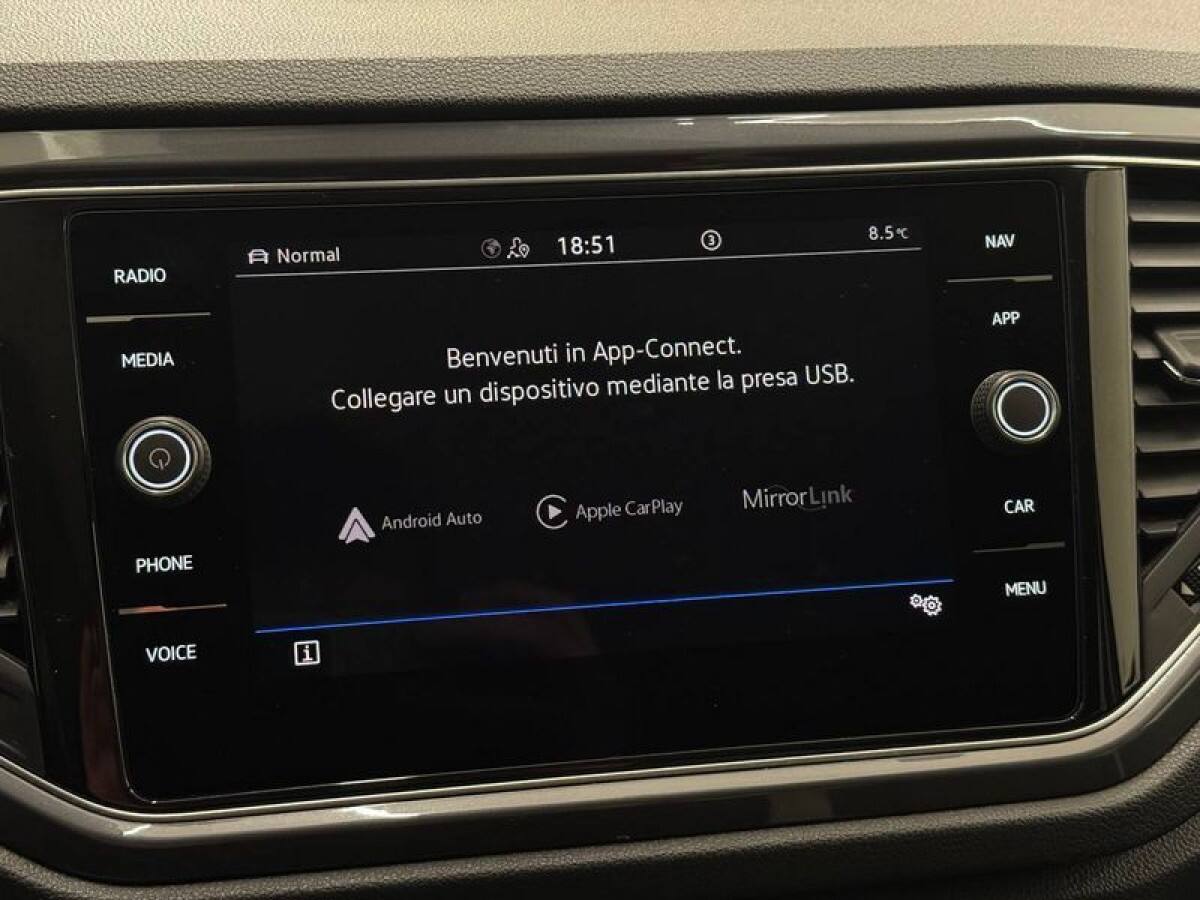 RADIO
MEDIA
PHONE
VOICE
Normal 18:51 3 8.5°C
Benvenuti in App-Connect.
Collegare un dispositivo mediante la presa USB.
Android Auto Apple CarPlay MirrorLink
i
NAV
APP
CAR
MENU